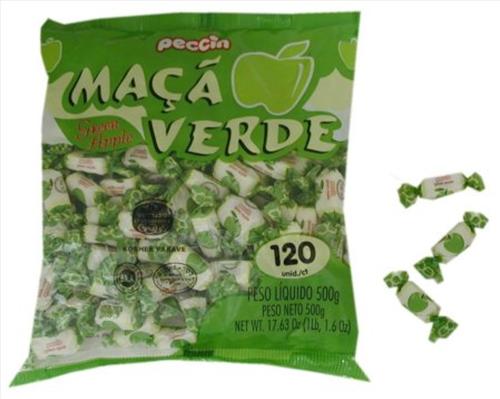 peccin
MAÇÃ
Green
Apple
VERDE
KOSHER PARAVE
120
unid./ct
PESO LÍQUIDO 500g
PESO NETO 500g
NET WT. 17.63 Oz (1Lb, 1.6 Oz)